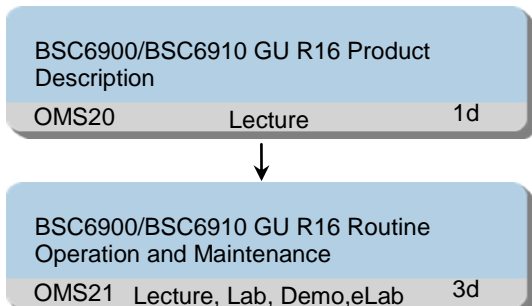 BSC6900/BSC6910 GU R16 Product
Description
OMS20 Lecture 1d
BSC6900/BSC6910 GU R16 Routine
Operation and Maintenance
OMS21 Lecture, Lab, Demo,eLab 3d